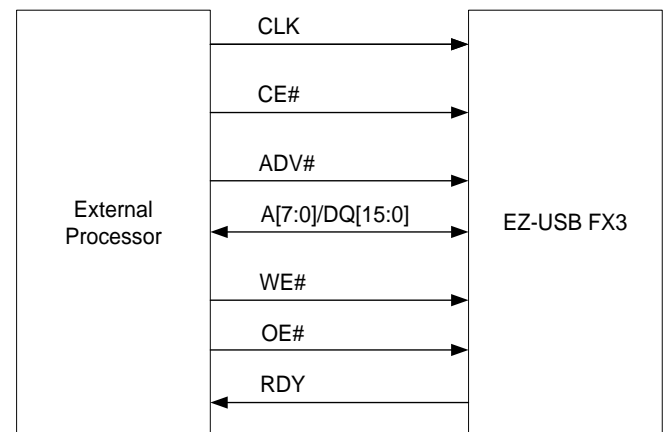 CLK
CE#
ADV#
A[7:0]/DQ[15:0]
External
Processor
EZ-USB FX3
WE#
OE#
RDY